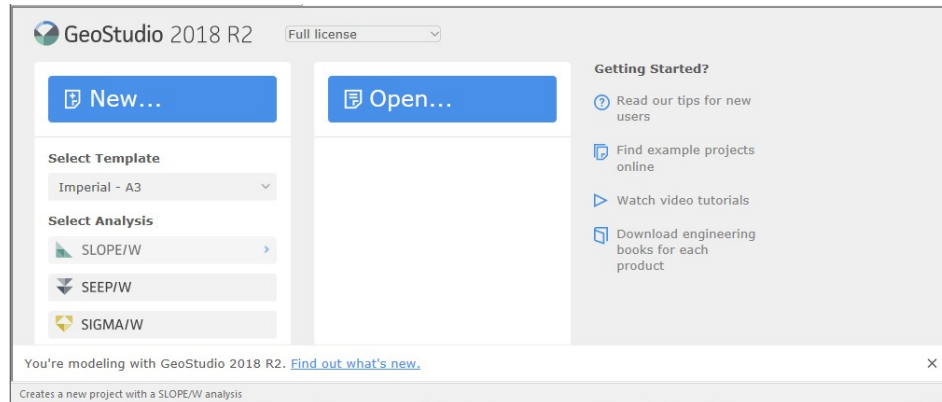 GeoStudio 2018 R2
Full license
New...
Open...
Select Template
Imperial - A3
Select Analysis
SLOPE/W
SEEP/W
SIGMA/W
Getting Started?
Read our tips for new
users
Find example projects
online
Watch video tutorials
Download engineering
books for each
product
You're modeling with GeoStudio 2018 R2. Find out what's new.
Creates a new project with a SLOPE/W analysis